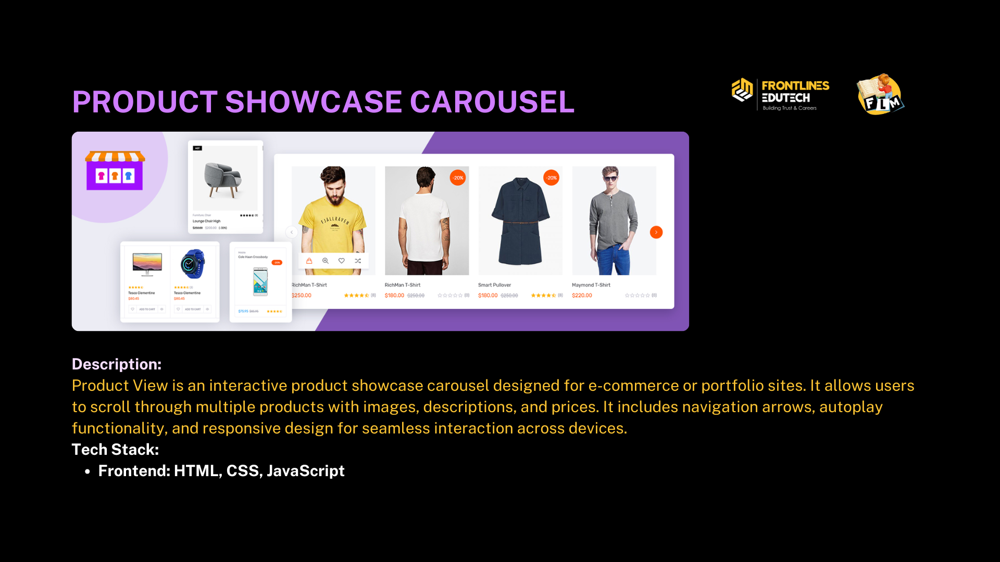 PRODUCT SHOWCASE CAROUSEL
FRONTLINES
EDUTECH
Building Trust & Careers
FLM
HOT
Furniture, Chair
(8)
Lounge Chair High
$250.00 $200.00 (-30%)
-20%
-20%
FJALLRAVEN
RichMan T-Shirt
$250.00
(8)
RichMan T-Shirt
$180.00 $250.00
(0)
Smart Pullover
$180.00 $250.00
(8)
Maymond T-Shirt
$220.00
(0)
Tesco Clementine
$80.45
ADD TO CART
(8)
Tesco Clementine
$80.45
ADD TO CART
Mobile
Cole Haan Crossbody
-20%
$75.95 $85.95
Description:
Product View is an interactive product showcase carousel designed for e-commerce or portfolio sites. It allows users
to scroll through multiple products with images, descriptions, and prices. It includes navigation arrows, autoplay
functionality, and responsive design for seamless interaction across devices.
Tech Stack:
• Frontend: HTML, CSS, JavaScript